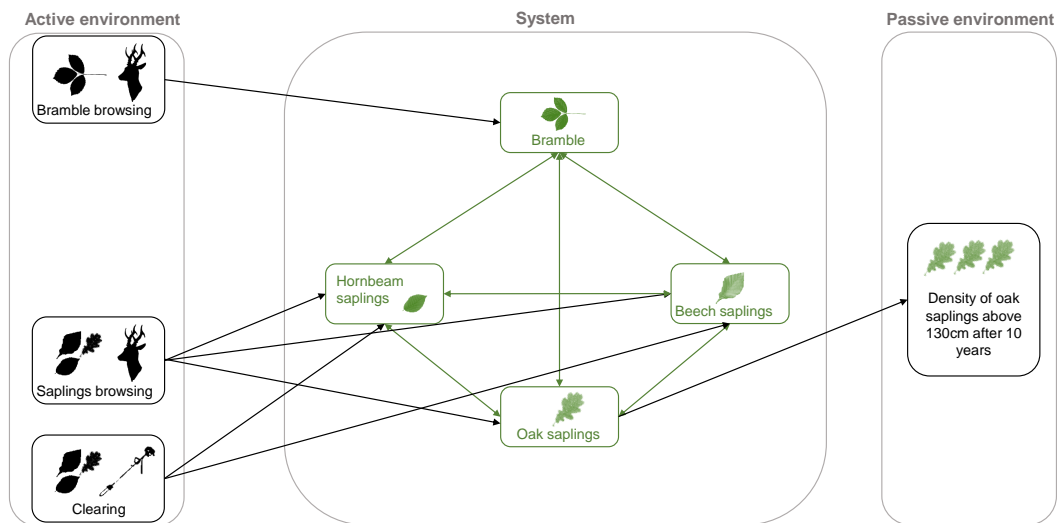 Active environment
System
Passive environment
Bramble browsing
Bramble
Hornbeam
saplings
Beech saplings
Density of oak
saplings above
130cm after 10
years
Saplings browsing
Oak saplings
Clearing